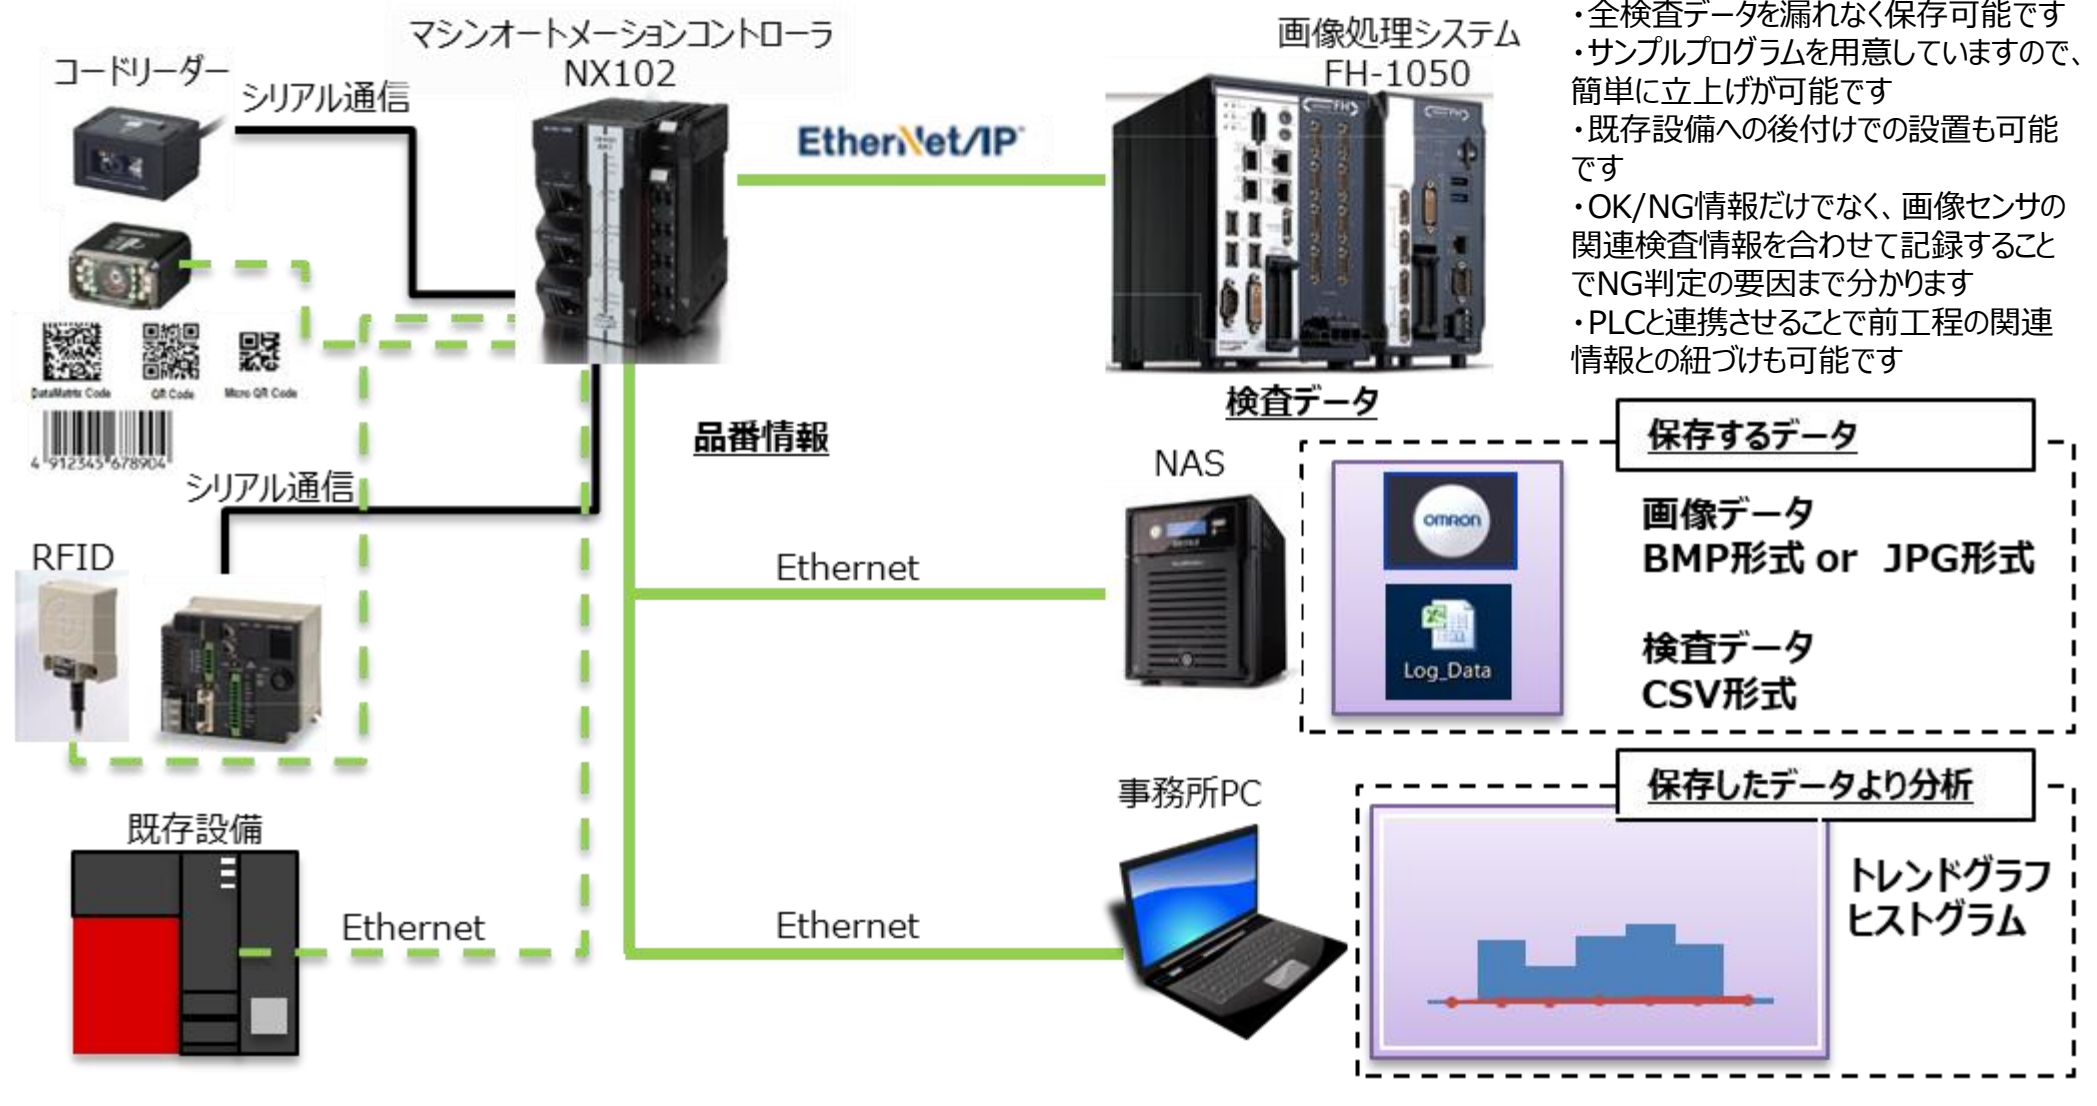 マシンオートメーションコントローラ
NX102
画像処理システム
FH-1050
・全検査データを漏れなく保存可能です
・サンプルプログラムを用意していますので、
簡単に立上げが可能です
・既存設備への後付けでの設置も可能
です
・OK/NG情報だけでなく、画像センサの
関連検査情報を合わせて記録すること
でNG判定の要因まで分かります
・PLCと連携させることで前工程の関連
情報との紐づけも可能です
コードリーダー
シリアル通信
EtherNet/IP
FH
DataMatrix Code
QR Code
Micro QR Code
4 912345 678904
検査データ
品番情報
シリアル通信
RFID
NAS
Ethernet
保存するデータ
OMRON
画像データ
BMP形式 or JPG形式
Log_Data
検査データ
CSV形式
既存設備
Ethernet
事務所PC
Ethernet
保存したデータより分析
トレンドグラフ
ヒストグラム